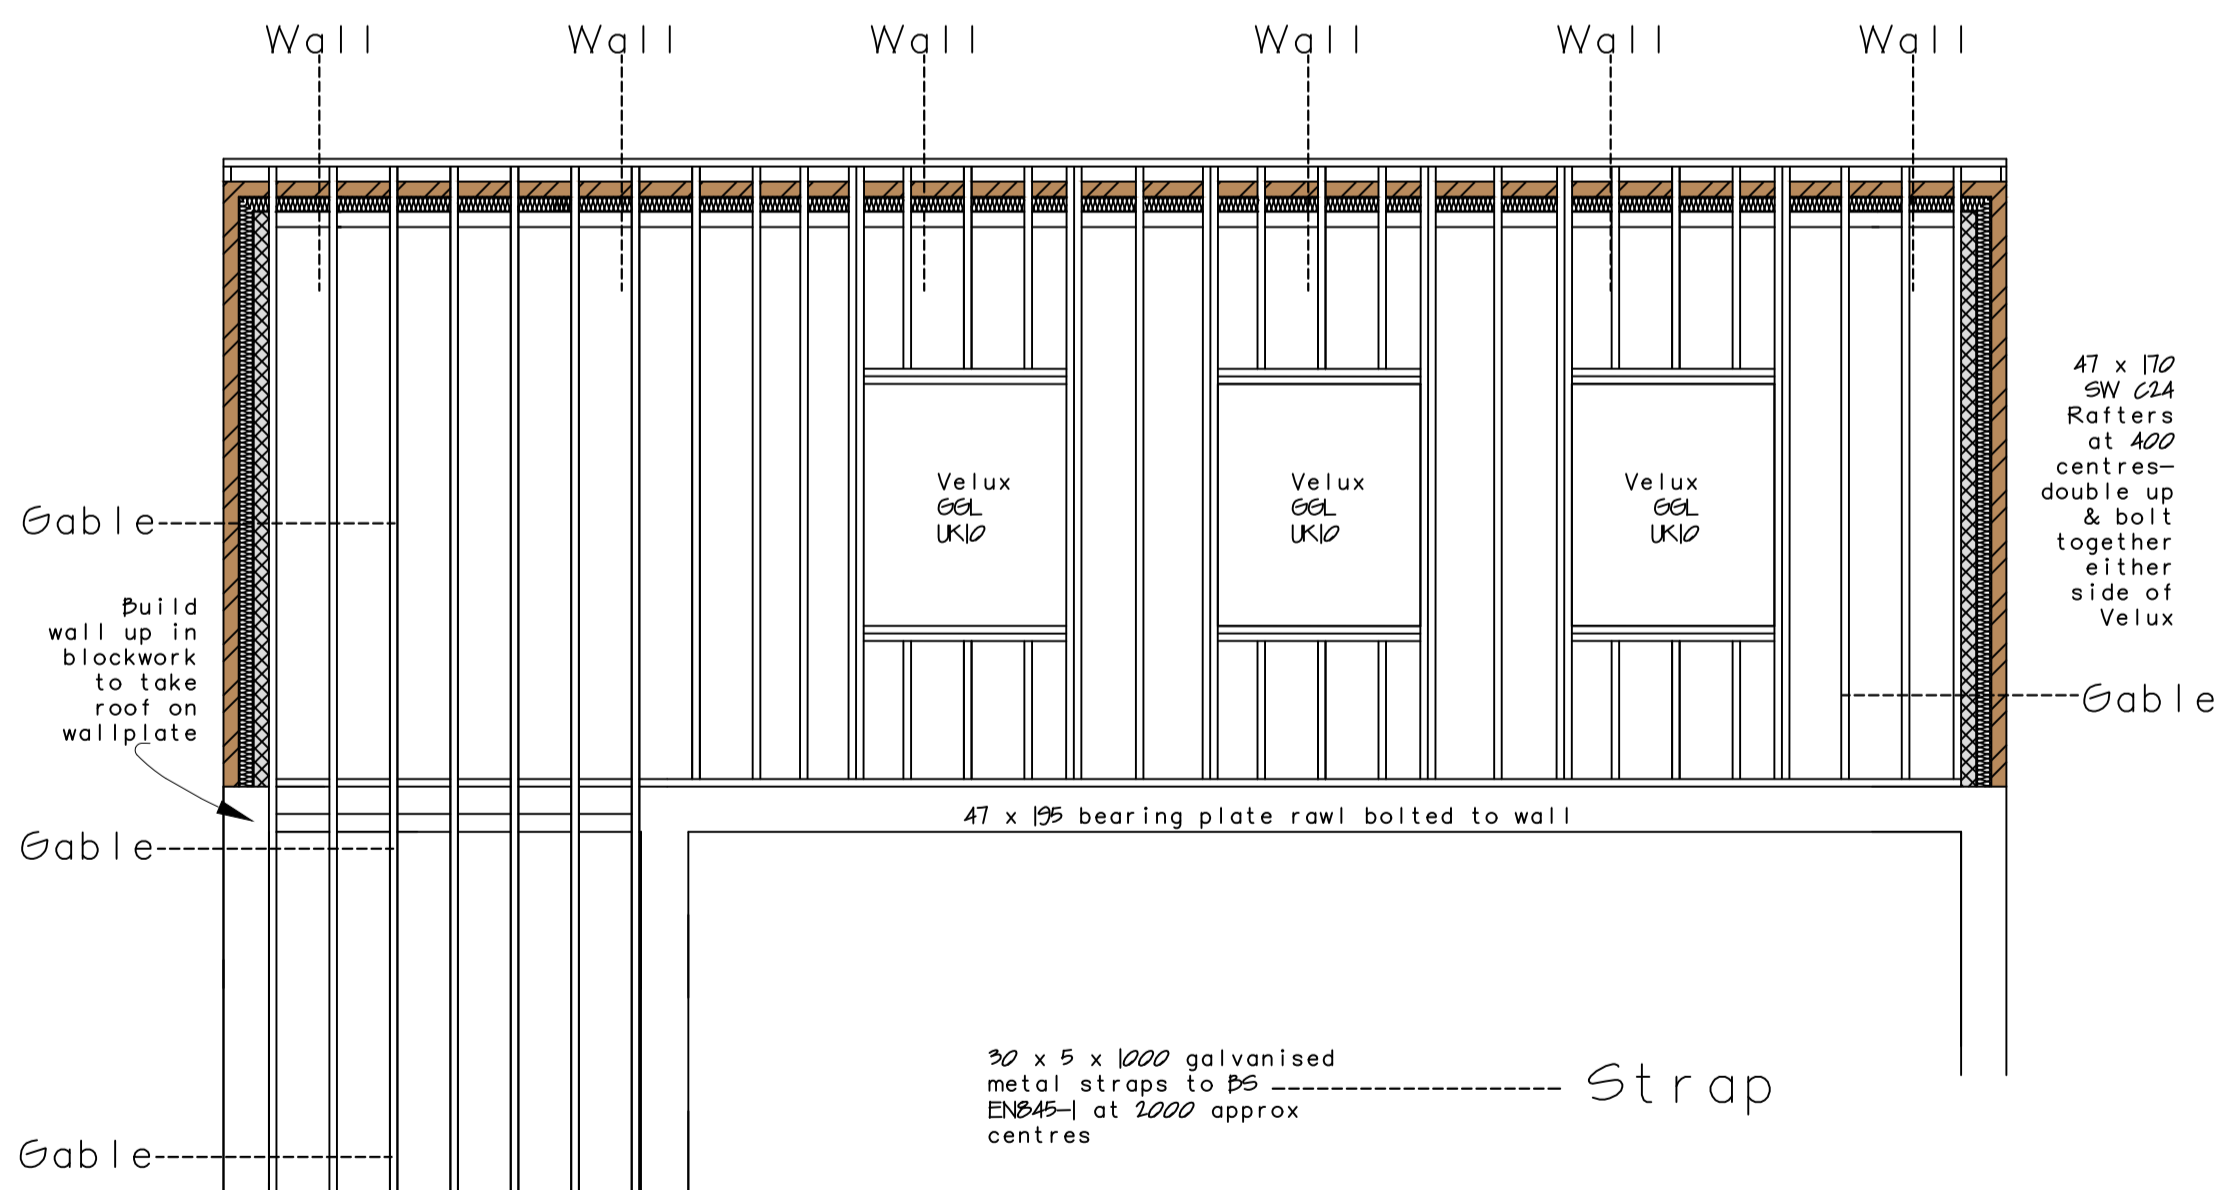 Wall Wall Wall Wall Wall Wall
47 x 170
SW C24
Rafters
at 400
centres–
double up
& bolt
together
either
side of
Velux
Velux
GGL
UK10
Velux
GGL
UK10
Velux
GGL
UK10
Gable
Build
wall up in
blockwork
to take
roof on
wallplate
Gable
47 x 195 bearing plate rawl bolted to wall
Gable
30 x 5 x 1000 galvanised
metal straps to BS
EN845–1 at 2000 approx
centres
Strap
Gable